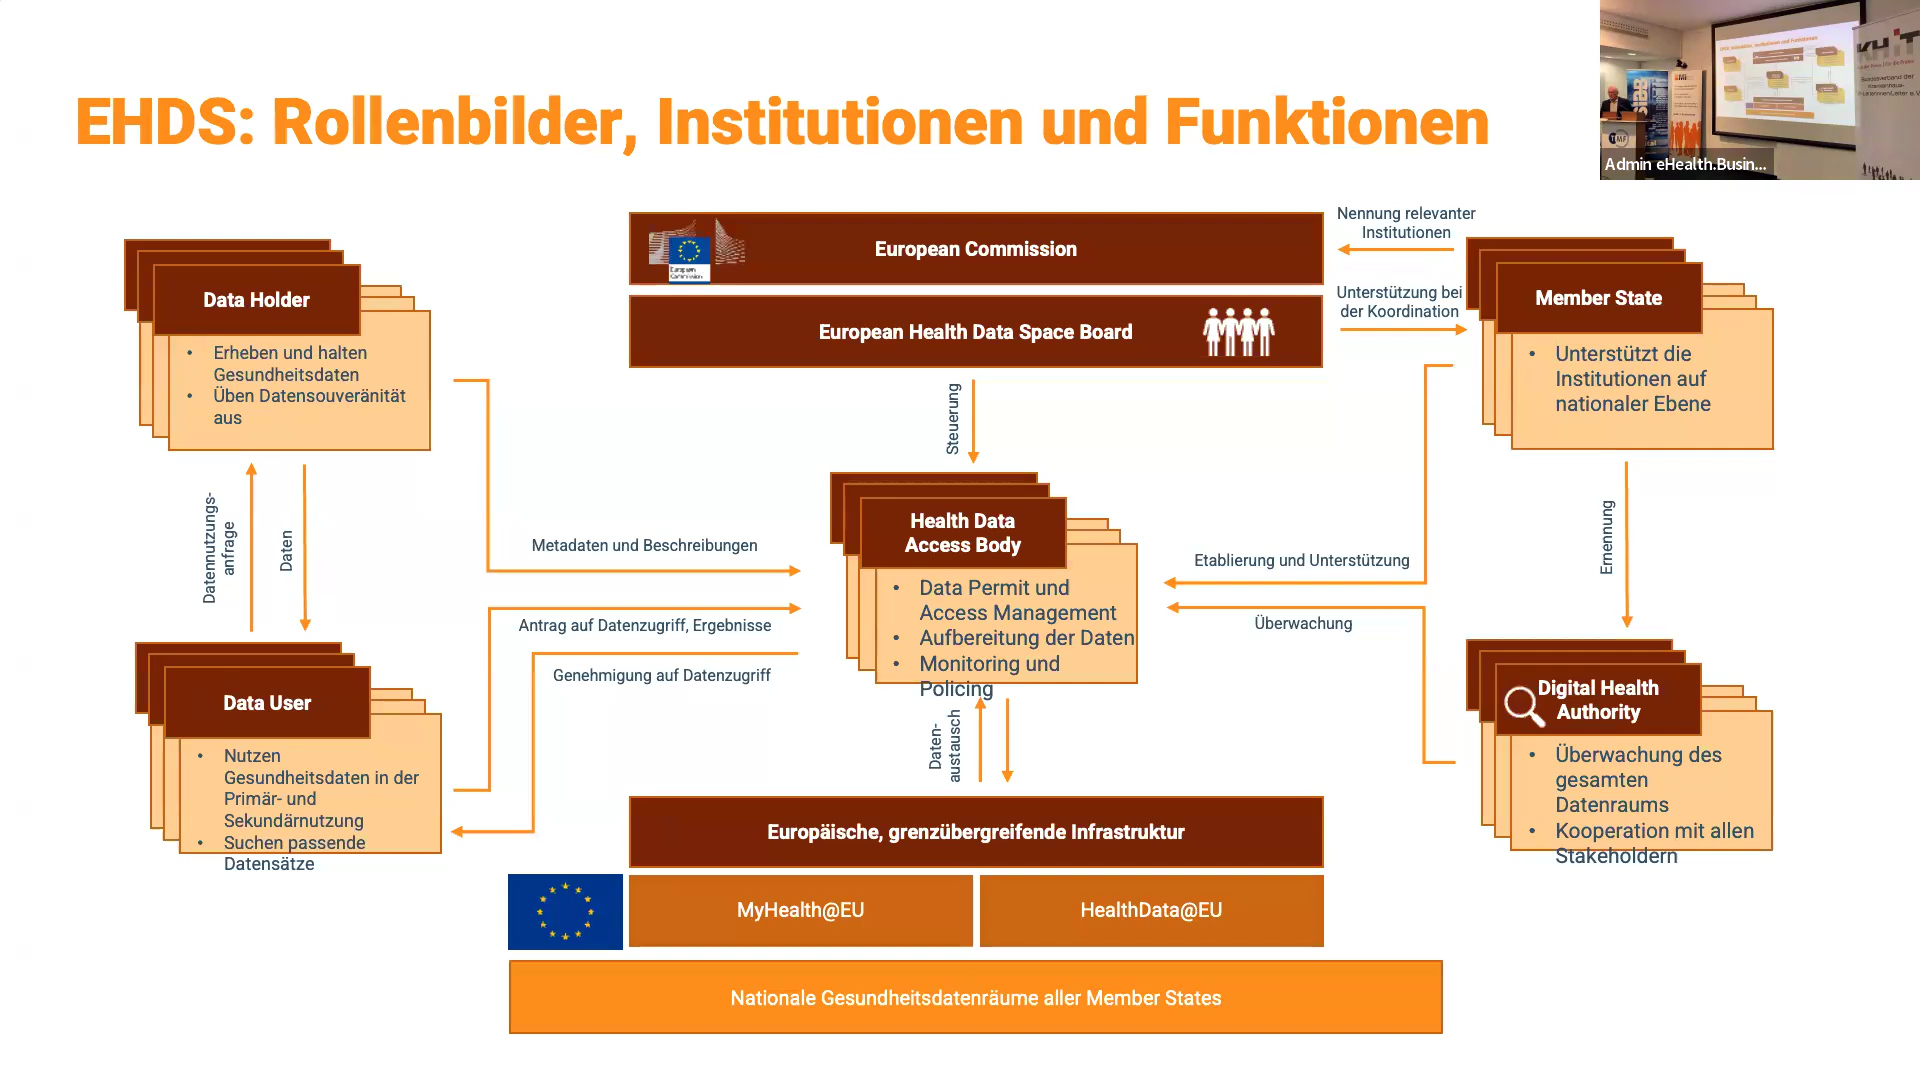 EHDS: Rollenbilder, Institutionen und Funktionen
Admin eHealth.Busin...
KHiT
TMF
European Commission
European
Commission
European Health Data Space Board
Nennung relevanter
Institutionen
Unterstützung bei
der Koordination
Data Holder
• Erheben und halten
Gesundheitsdaten
• Üben Datensouveränität
aus
Member State
• Unterstützt die
Institutionen auf
nationaler Ebene
Steuerung
Datennutzungs-
anfrage
Daten
Metadaten und Beschreibungen
Antrag auf Datenzugriff, Ergebnisse
Genehmigung auf Datenzugriff
Health Data
Access Body
• Data Permit und
Access Management
• Aufbereitung der Daten
• Monitoring und
Policing
Etablierung und Unterstützung
Überwachung
Ernennung
Data User
• Nutzen
Gesundheitsdaten in der
Primär- und
Sekundärnutzung
• Suchen passende
Datensätze
Digital Health
Authority
• Überwachung des
gesamten
Datenraums
• Kooperation mit allen
Stakeholdern
Daten-
austausch
Europäische, grenzübergreifende Infrastruktur
MyHealth@EU
HealthData@EU
Nationale Gesundheitsdatenräume aller Member States